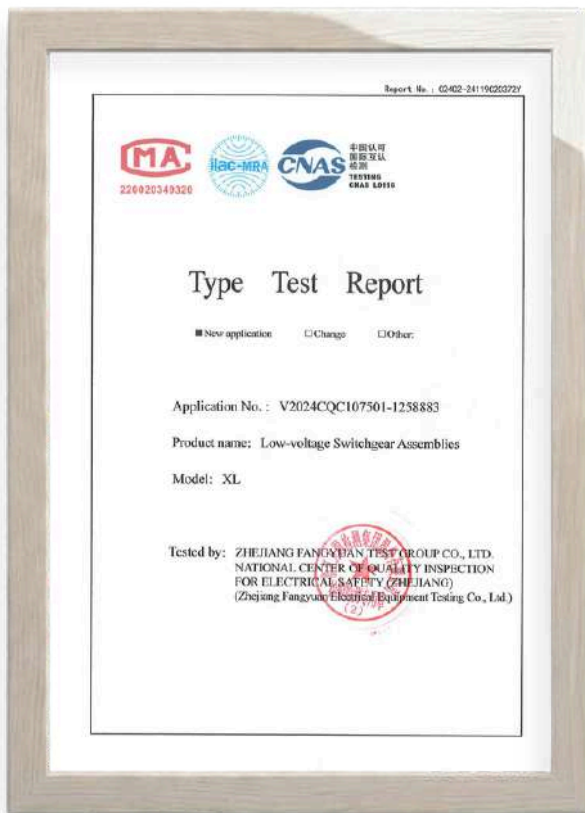 Report No.: 02402-24119020372Y
MA
220020349320
ilac-MRA
CNAS
中国认可
国际互认
检测
TESTING
CNAS L0116
Type Test Report
■New application □Change □Other:
Application No.: V2024CQC107501-1258883
Product name: Low-voltage Switchgear Assemblies
Model: XL
Tested by: ZHEJIANG FANGYUAN TEST GROUP CO., LTD.
NATIONAL CENTER OF QUALITY INSPECTION
FOR ELECTRICAL SAFETY (ZHEJIANG)
(Zhejiang Fangyuan Electrical Equipment Testing Co., Ltd.)
(2)